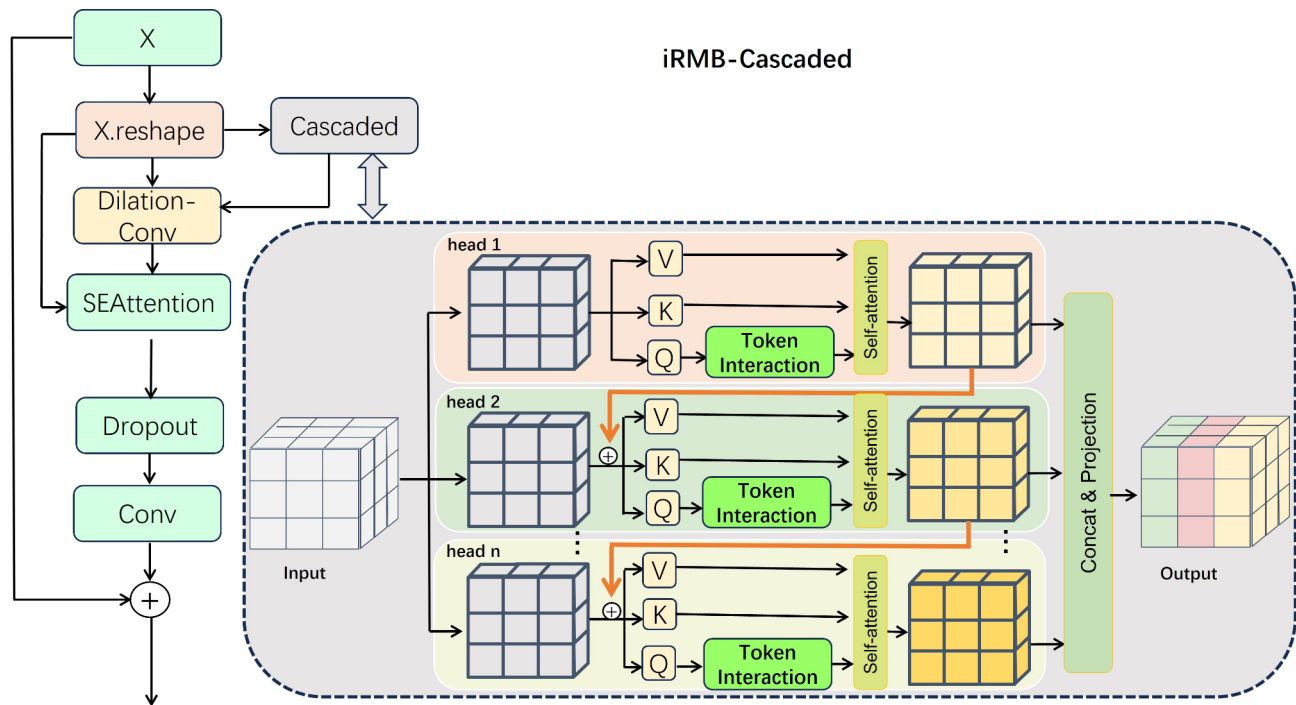 iRMB-Cascaded
X
X.reshape
Cascaded
Dilation-
Conv
SEAttention
Dropout
Conv
+
Input
head 1
V
K
Q
Token
Interaction
Self-attention
head 2
+
V
K
Q
Token
Interaction
Self-attention
head n
+
V
K
Q
Token
Interaction
Self-attention
Concat & Projection
Output